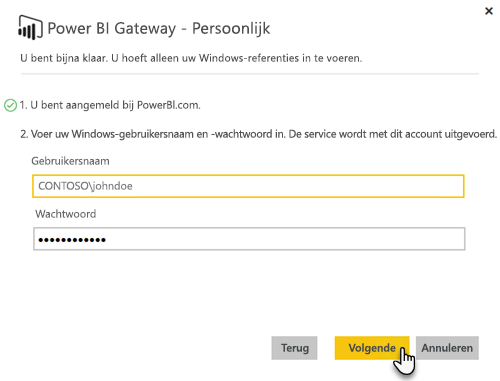 Power BI Gateway - Persoonlijk
U bent bijna klaar. U hoeft alleen uw Windows-referenties in te voeren.
1. U bent aangemeld bij PowerBI.com.
2. Voer uw Windows-gebruikersnaam en -wachtwoord in. De service wordt met dit account uitgevoerd.
Gebruikersnaam
CONTOSO\johndoe
Wachtwoord
••••••••••••
Terug Volgende Annuleren